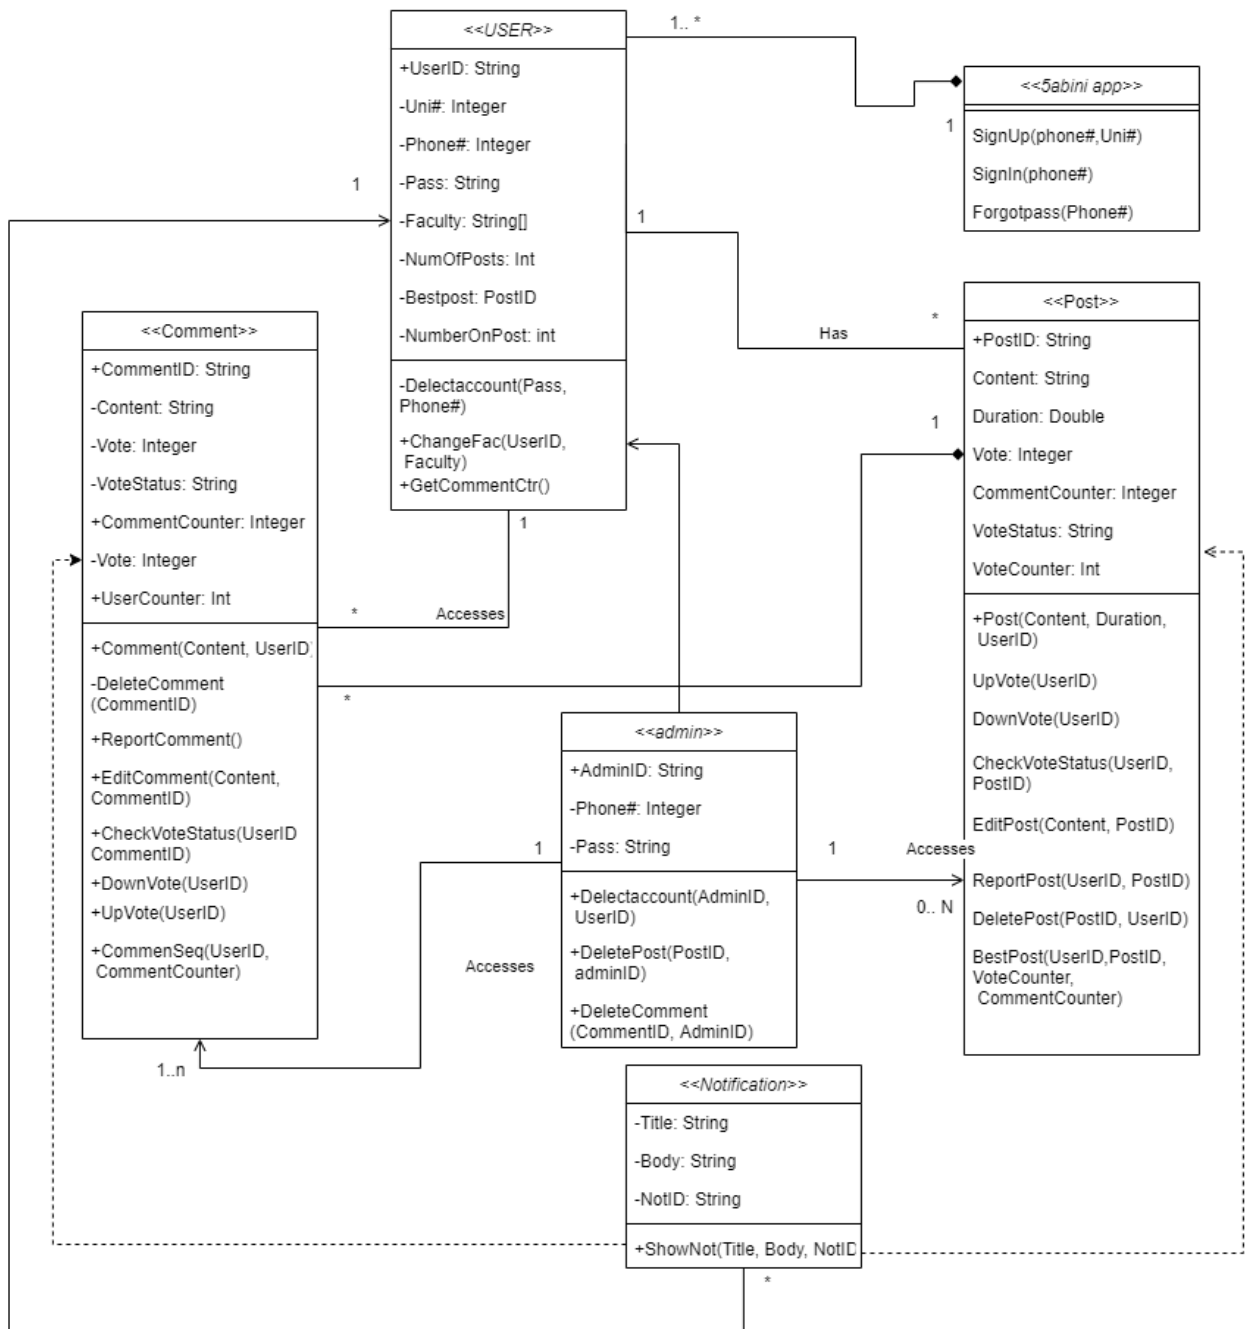 <<USER>>
+UserID: String
-Uni#: Integer
-Phone#: Integer
-Pass: String
-Faculty: String[]
-NumOfPosts: Int
-Bestpost: PostID
-NumberOnPost: int
-Delectaccount(Pass,
Phone#)
+ChangeFac(UserID,
Faculty)
+GetCommentCtr()
1.. *
1
<<5abini app>>
SignUp(phone#,Uni#)
SignIn(phone#)
Forgotpass(Phone#)
1
1
Has
*
<<Post>>
+PostID: String
Content: String
Duration: Double
Vote: Integer
CommentCounter: Integer
VoteStatus: String
VoteCounter: Int
+Post(Content, Duration,
UserID)
UpVote(UserID)
DownVote(UserID)
CheckVoteStatus(UserID,
PostID)
EditPost(Content, PostID)
ReportPost(UserID, PostID)
DeletePost(PostID, UserID)
BestPost(UserID,PostID,
VoteCounter,
CommentCounter)
1
<<Comment>>
+CommentID: String
-Content: String
-Vote: Integer
-VoteStatus: String
+CommentCounter: Integer
-Vote: Integer
+UserCounter: Int
+Comment(Content, UserID)
-DeleteComment
(CommentID)
+ReportComment()
+EditComment(Content,
CommentID)
+CheckVoteStatus(UserID
CommentID)
+DownVote(UserID)
+UpVote(UserID)
+CommenSeq(UserID,
CommentCounter)
1
*
Accesses
*
<<admin>>
+AdminID: String
-Phone#: Integer
-Pass: String
+Delectaccount(AdminID,
UserID)
+DeletePost(PostID,
adminID)
+DeleteComment
(CommentID, AdminID)
1
Accesses
1..n
1
Accesses
0.. N
<<Notification>>
-Title: String
-Body: String
-NotID: String
+ShowNot(Title, Body, NotID
*